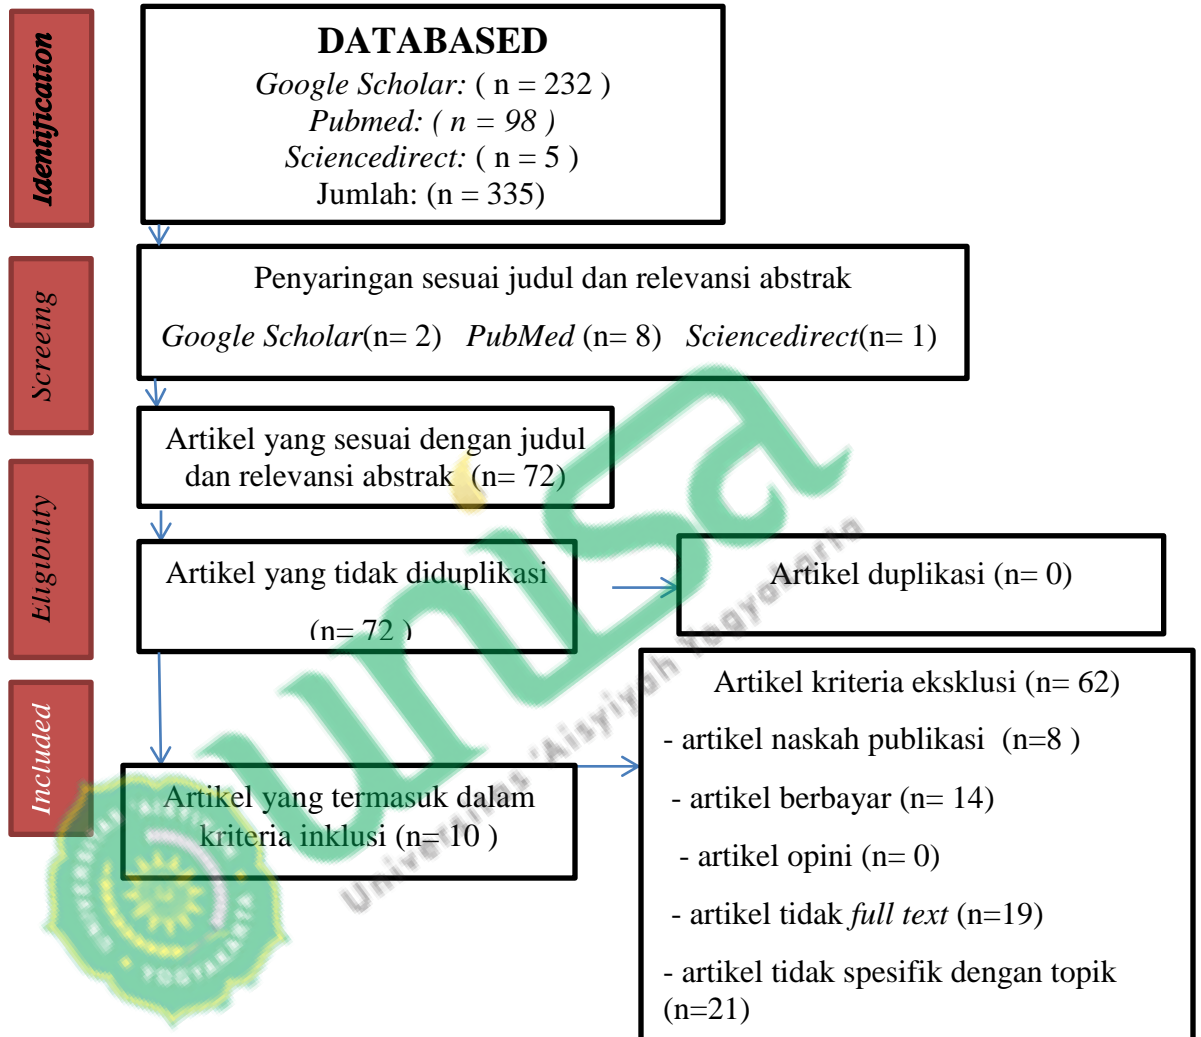 Identification
DATABASED
Google Scholar: ( n = 232 )
Pubmed: ( n = 98 )
Sciencedirect: ( n = 5 )
Jumlah: (n = 335)
Screeing
Penyaringan sesuai judul dan relevansi abstrak
Google Scholar(n= 2) PubMed (n= 8) Sciencedirect(n= 1)
Artikel yang sesuai dengan judul
dan relevansi abstrak (n= 72)
Eligibility
Artikel yang tidak diduplikasi
(n= 72 )
Artikel duplikasi (n= 0)
Included
Artikel yang termasuk dalam
kriteria inklusi (n= 10 )
Artikel kriteria eksklusi (n= 62)
- artikel naskah publikasi (n=8 )
- artikel berbayar (n= 14)
- artikel opini (n= 0)
- artikel tidak full text (n=19)
- artikel tidak spesifik dengan topik
(n=21)
unisa
Universitas 'Aisyiyah Yogyakarta
YOGYAKARTA